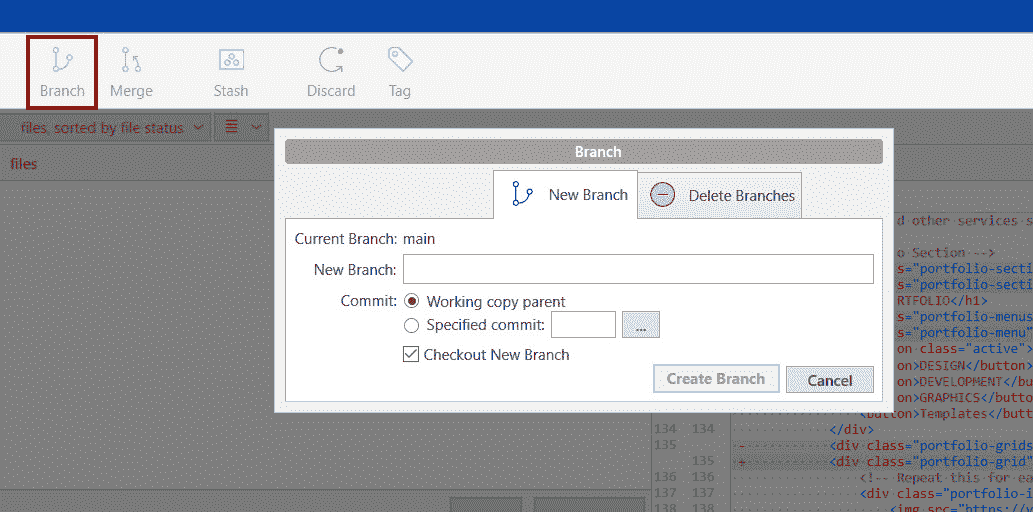 Branch Merge Stash Discard Tag
files, sorted by file status
files
Branch
New Branch Delete Branches
Current Branch: main
New Branch:
Commit: Working copy parent
Specified commit: ...
Checkout New Branch
Create Branch Cancel
d other services s
o Section -->
s="portfolio-secti
s="portfolio-secti
RTFOLIO</h1>
s="portfolio-menus
s="portfolio-menu"
on class="active">
on>DESIGN</button>
on>DEVELOPMENT</bu
on>GRAPHICS</butto
<button>Templates</b
134 134 </div>
135 - <div class="portfolio-grids
135 + <div class="portfolio-grid"
136 136 <!-- Repeat this for ea
137 137 <div class="portfolio-i
138 138 <img src="https://u